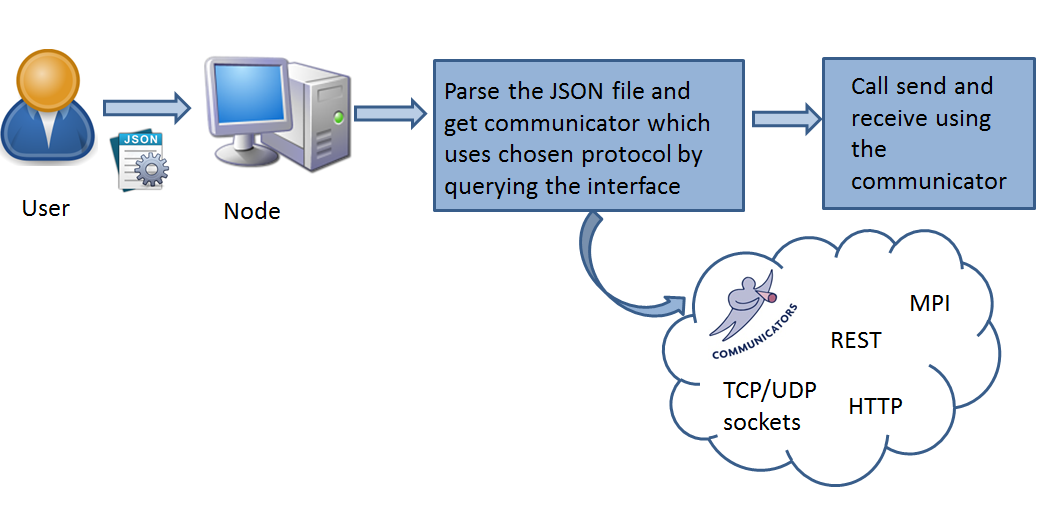 JSON
User
Node
Parse the JSON file and
get communicator which
uses chosen protocol by
querying the interface
Call send and
receive using
the
communicator
COMMUNICATORS
MPI
REST
TCP/UDP
sockets
HTTP